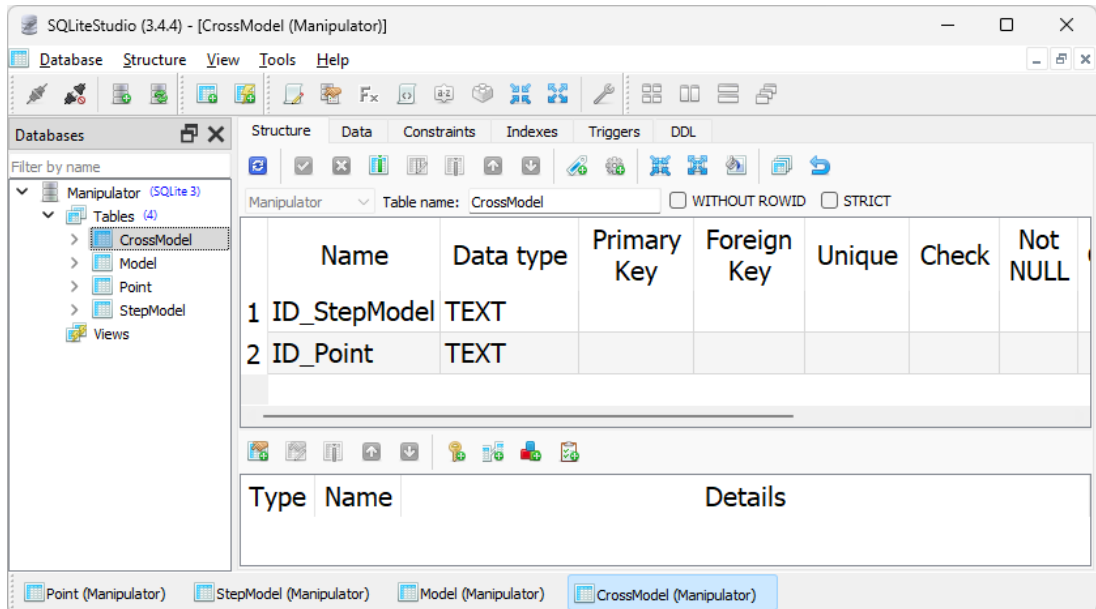 SQLiteStudio (3.4.4) - [CrossModel (Manipulator)]
Database Structure View Tools Help
Databases
Filter by name
Manipulator (SQLite 3)
Tables (4)
CrossModel
Model
Point
StepModel
Views
Structure Data Constraints Indexes Triggers DDL
Manipulator Table name: CrossModel WITHOUT ROWID STRICT
Name Data type Primary Key Foreign Key Unique Check Not NULL
1 ID_StepModel TEXT
2 ID_Point TEXT
Type Name Details
Point (Manipulator) StepModel (Manipulator) Model (Manipulator) CrossModel (Manipulator)